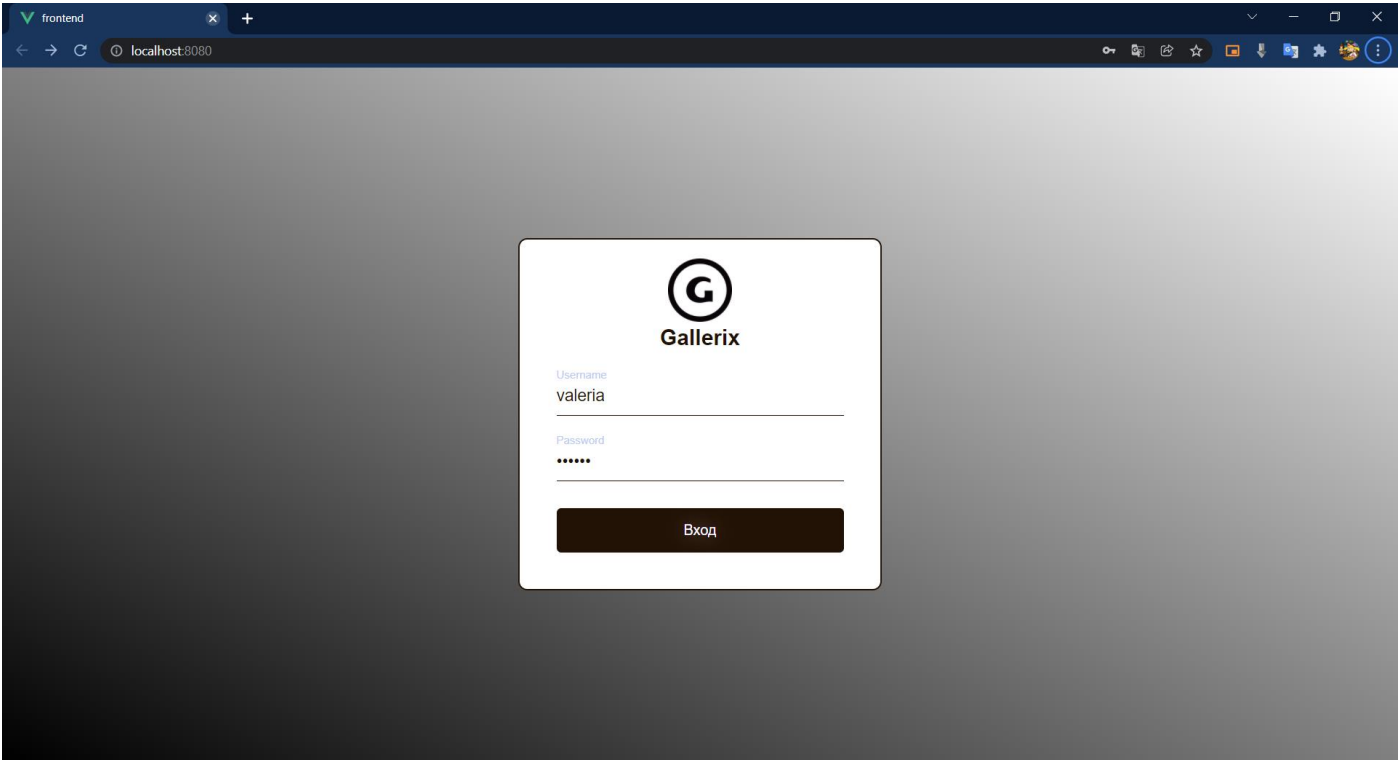 frontend
localhost:8080
G
Gallerix
Username
valeria
Password
••••••
Вход